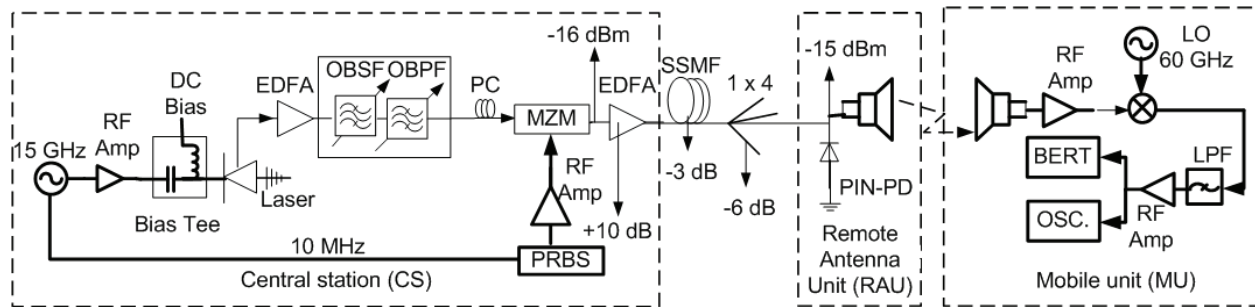 15 GHz
RF
Amp
DC
Bias
Bias Tee
Laser
EDFA
OBSF
OBPF
PC
MZM
RF
Amp
PRBS
10 MHz
-16 dBm
EDFA
+10 dB
Central station (CS)
SSMF
-3 dB
1 x 4
-6 dB
-15 dBm
PIN-PD
Remote
Antenna
Unit (RAU)
RF
Amp
LO
60 GHz
LPF
RF
Amp
BERT
OSC.
Mobile unit (MU)